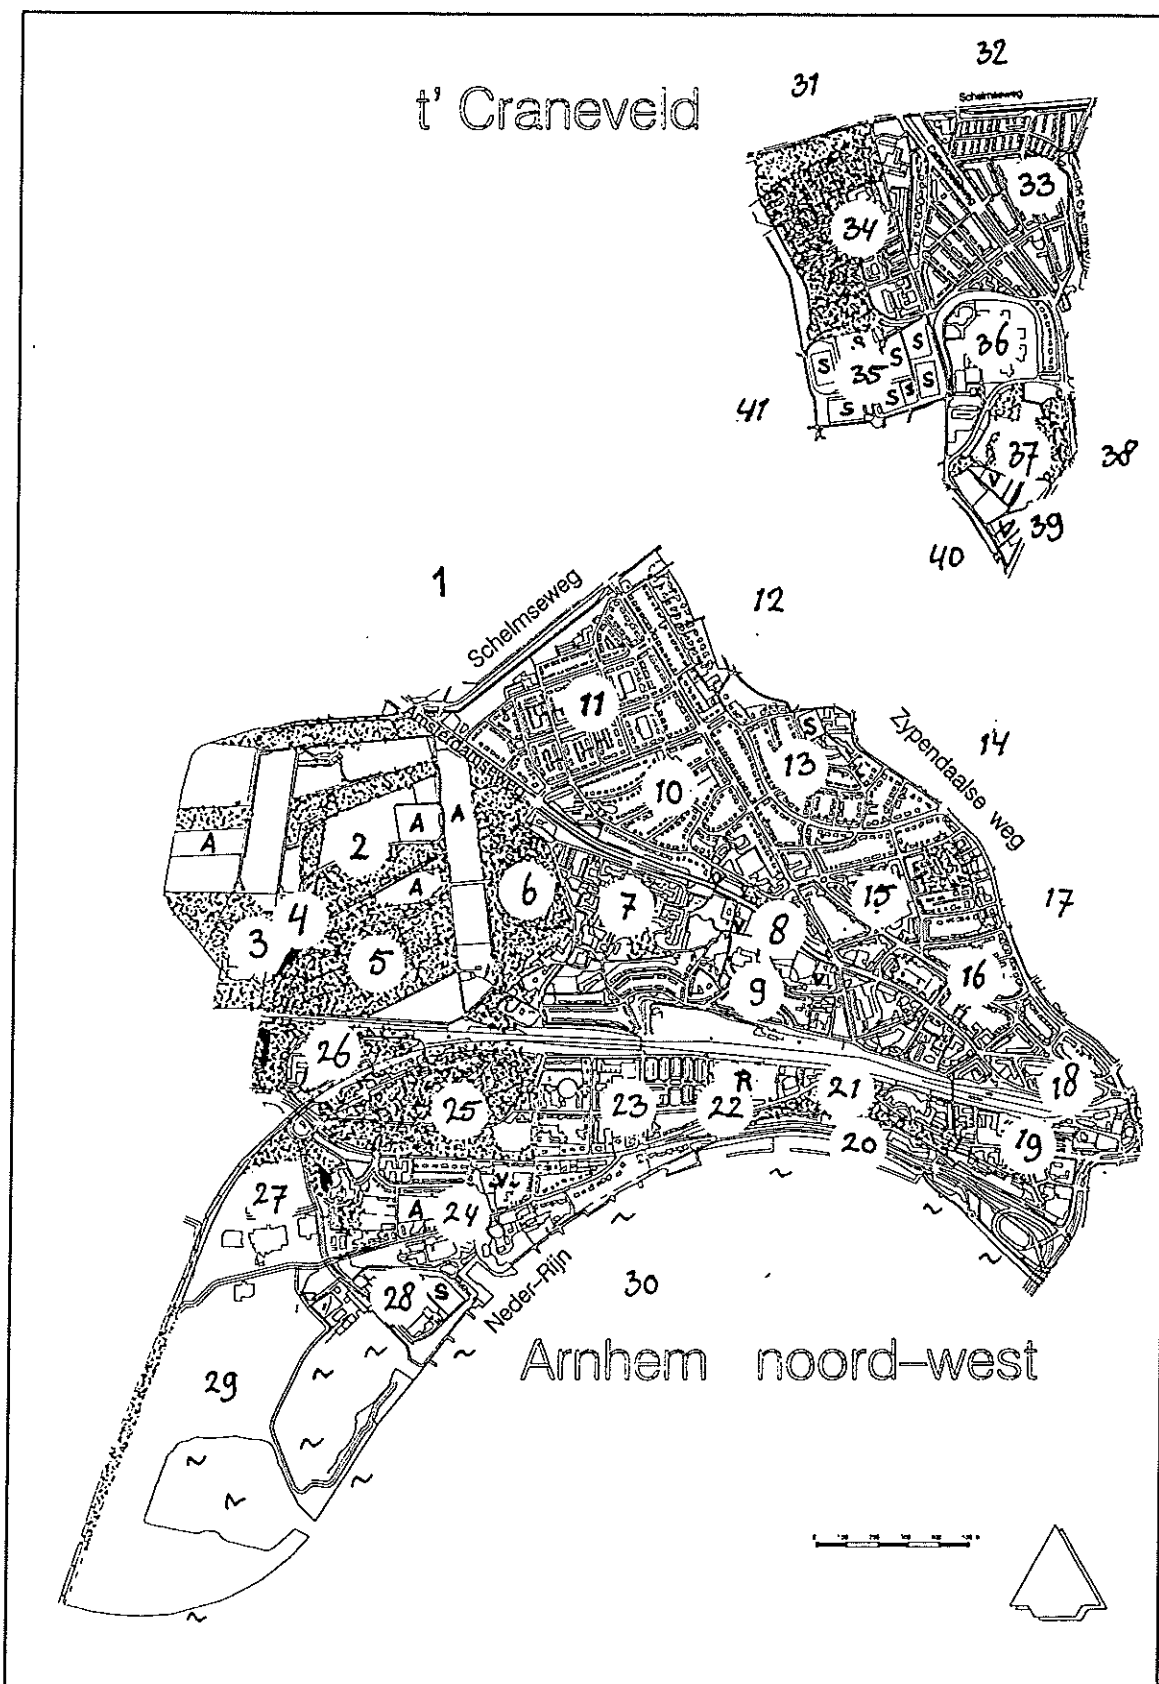 32
31
t' Craneveld
Schelmseweg
33
34
36
S
S
S
S
35
S
S
S
S
41
37
38
39
40
1
12
Schelmseweg
11
S
14
Zypendaalse weg
13
10
A
A
A
2
A
6
7
15
17
4
3
5
8
V
9
V
16
26
18
25
23
R
22
21
20
19
~
27
V
A
24
~
~
~
30
Neder-Rijn
28
S
~
~
~
Arnhem noord-west
29
~
~
~
~
~